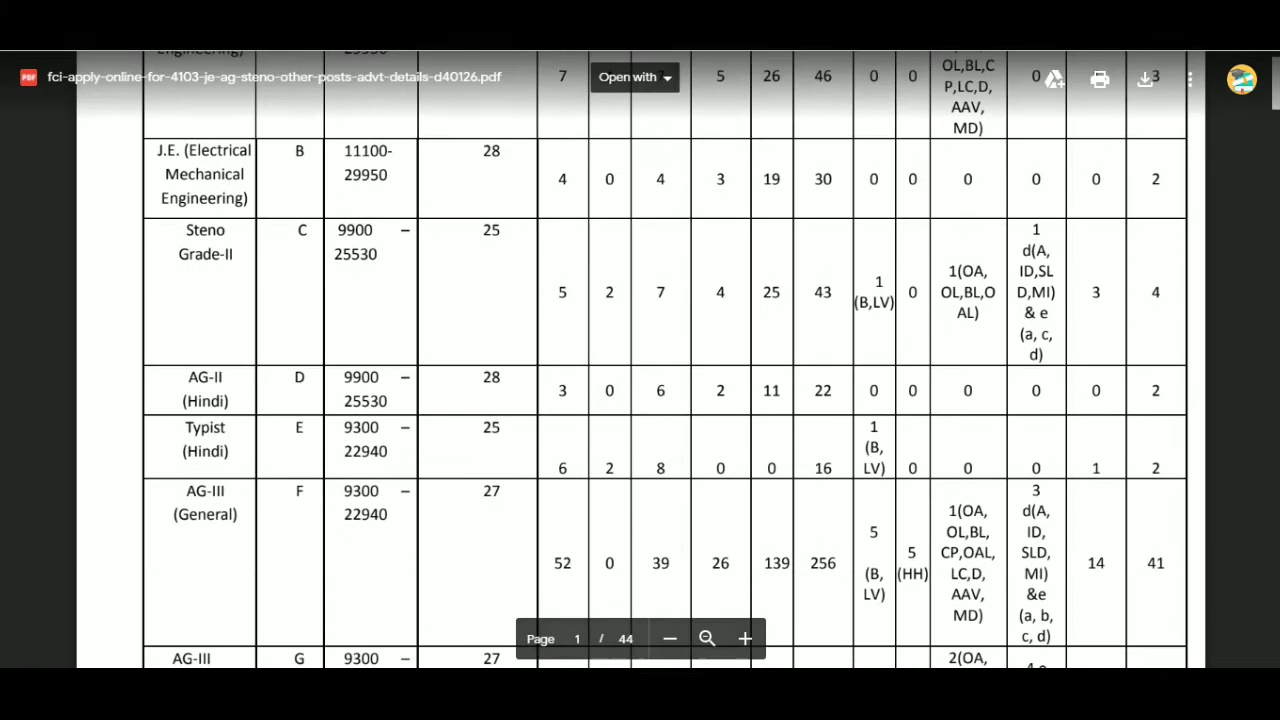 Engineering)
fci-apply-online-for-4103-je-ag-steno-other-posts-advt-details-d40126.pdf
Open with
7 5 26 46 0 0 OL,BL,C 0 3
P,LC,D,
AAV,
MD)
J.E. (Electrical B 11100- 28
Mechanical 29950
Engineering)
4 0 4 3 19 30 0 0 0 0 0 2
Steno C 9900 – 25
Grade-II 25530
5 2 7 4 25 43
1
(B,LV)
0
1(OA,
OL,BL,O
AL)
1
d(A,
ID,SL
D,MI)
& e
(a, c,
d)
3 4
AG-II D 9900 – 28
(Hindi) 25530
3 0 6 2 11 22 0 0 0 0 0 2
Typist E 9300 – 25
(Hindi) 22940
6 2 8 0 0 16
1
(B,
LV)
0 0 0 1 2
AG-III F 9300 – 27
(General) 22940
52 0 39 26 139 256
5
(B,
LV)
5
(HH)
1(OA,
OL,BL,
CP,OAL,
LC,D,
AAV,
MD)
3
d(A,
ID,
SLD,
MI)
&e
(a, b,
c, d)
14 41
Page 1 / 44
AG-III G 9300 – 27
2(OA,